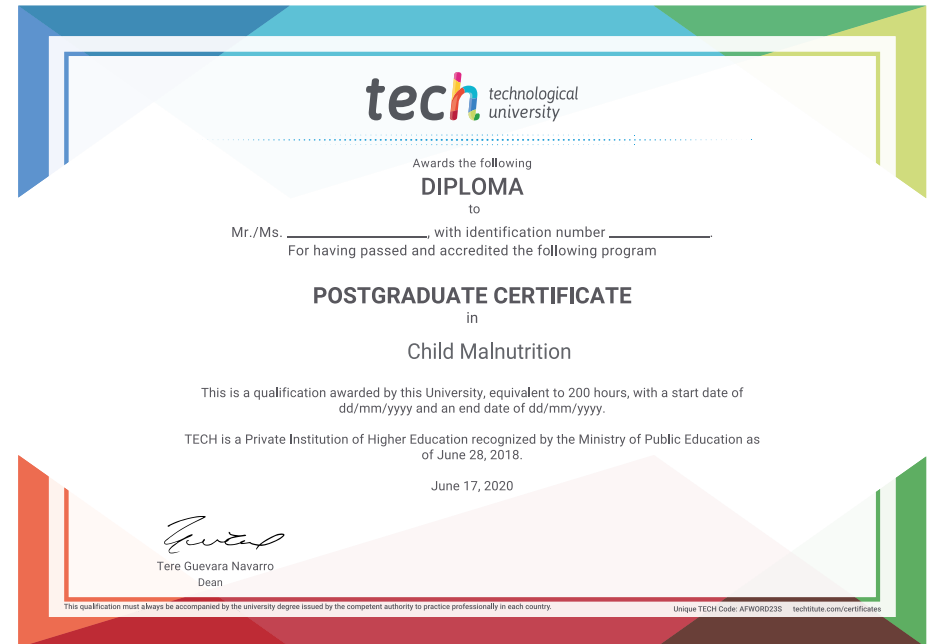 tech technological
university
Awards the following
DIPLOMA
to
Mr./Ms. ________________, with identification number ____________.
For having passed and accredited the following program
POSTGRADUATE CERTIFICATE
in
Child Malnutrition
This is a qualification awarded by this University, equivalent to 200 hours, with a start date of
dd/mm/yyyy and an end date of dd/mm/yyyy.
TECH is a Private Institution of Higher Education recognized by the Ministry of Public Education as
of June 28, 2018.
June 17, 2020
Tere Guevara Navarro
Dean
This qualification must always be accompanied by the university degree issued by the competent authority to practice professionally in each country.
Unique TECH Code: AFWORD23S techtitute.com/certificates